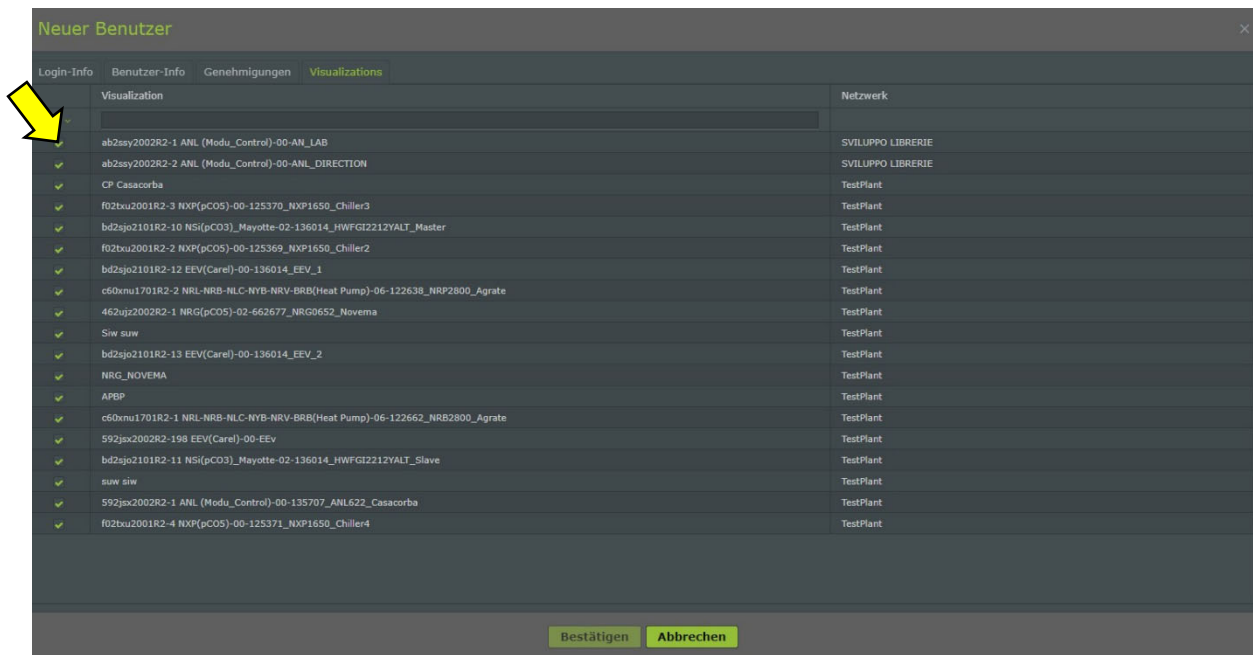 Neuer Benutzer
Login-Info Benutzer-Info Genehmigungen Visualizations
Visualization Netzwerk
ab2ssy2002R2-1 ANL (Modu_Control)-00-AN_LAB SVILUPPO LIBRERIE
ab2ssy2002R2-2 ANL (Modu_Control)-00-ANL_DIRECTION SVILUPPO LIBRERIE
CP Casacorba TestPlant
f02txu2001R2-3 NXP(pCO5)-00-125370_NXP1650_Chiller3 TestPlant
bd2sjo2101R2-10 NSi(pCO3)_Mayotte-02-136014_HWFGI2212YALT_Master TestPlant
f02txu2001R2-2 NXP(pCO5)-00-125369_NXP1650_Chiller2 TestPlant
bd2sjo2101R2-12 EEV(Carel)-00-136014_EEV_1 TestPlant
c60xnu1701R2-2 NRL-NRB-NLC-NYB-NRV-BRB(Heat Pump)-06-122638_NRP2800_Agrate TestPlant
462ujz2002R2-1 NRG(pCO5)-02-662677_NRG0652_Novema TestPlant
Siw suw TestPlant
bd2sjo2101R2-13 EEV(Carel)-00-136014_EEV_2 TestPlant
NRG_NOVEMA TestPlant
APBP TestPlant
c60xnu1701R2-1 NRL-NRB-NLC-NYB-NRV-BRB(Heat Pump)-06-122662_NRB2800_Agrate TestPlant
592jsx2002R2-198 EEV(Carel)-00-EEv TestPlant
bd2sjo2101R2-11 NSi(pCO3)_Mayotte-02-136014_HWFGI2212YALT_Slave TestPlant
suw siw TestPlant
592jsx2002R2-1 ANL (Modu_Control)-00-135707_ANL622_Casacorba TestPlant
f02txu2001R2-4 NXP(pCO5)-00-125371_NXP1650_Chiller4 TestPlant
Bestätigen Abbrechen